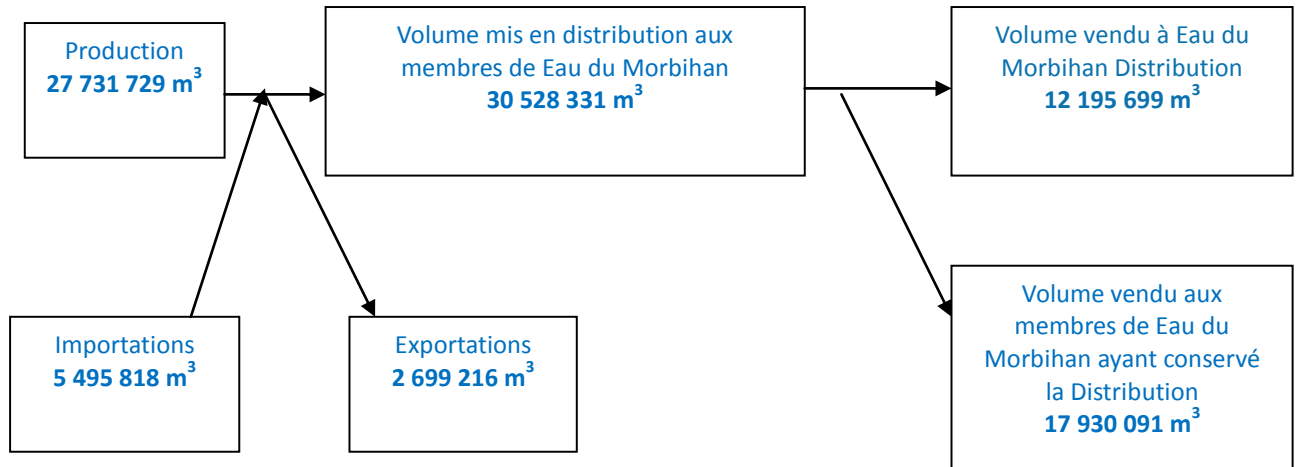 Production
27 731 729 m³
Volume mis en distribution aux
membres de Eau du Morbihan
30 528 331 m³
Volume vendu à Eau du
Morbihan Distribution
12 195 699 m³
Importations
5 495 818 m³
Exportations
2 699 216 m³
Volume vendu aux
membres de Eau du
Morbihan ayant conservé
la Distribution
17 930 091 m³